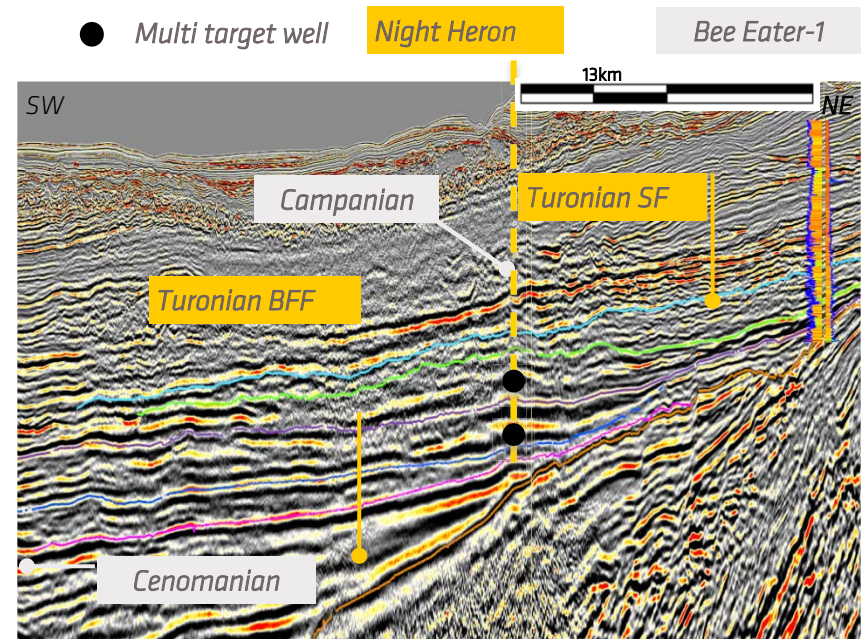 Multi target well
Night Heron
Bee Eater-1
13km
SW
NE
Campanian
Turonian SF
Turonian BFF
Cenomanian